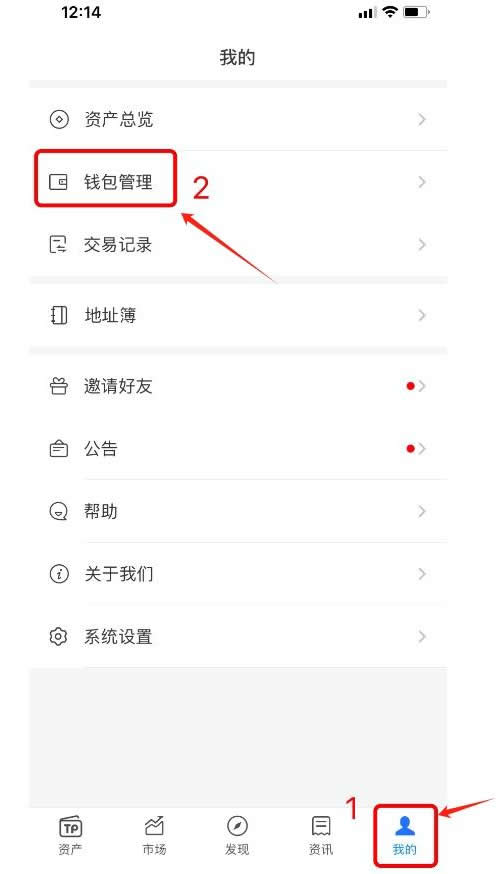 12:14
我的
资产总览
钱包管理
2
交易记录
地址簿
邀请好友
公告
帮助
关于我们
系统设置
1
TP
资产
市场
发现
资讯
我的